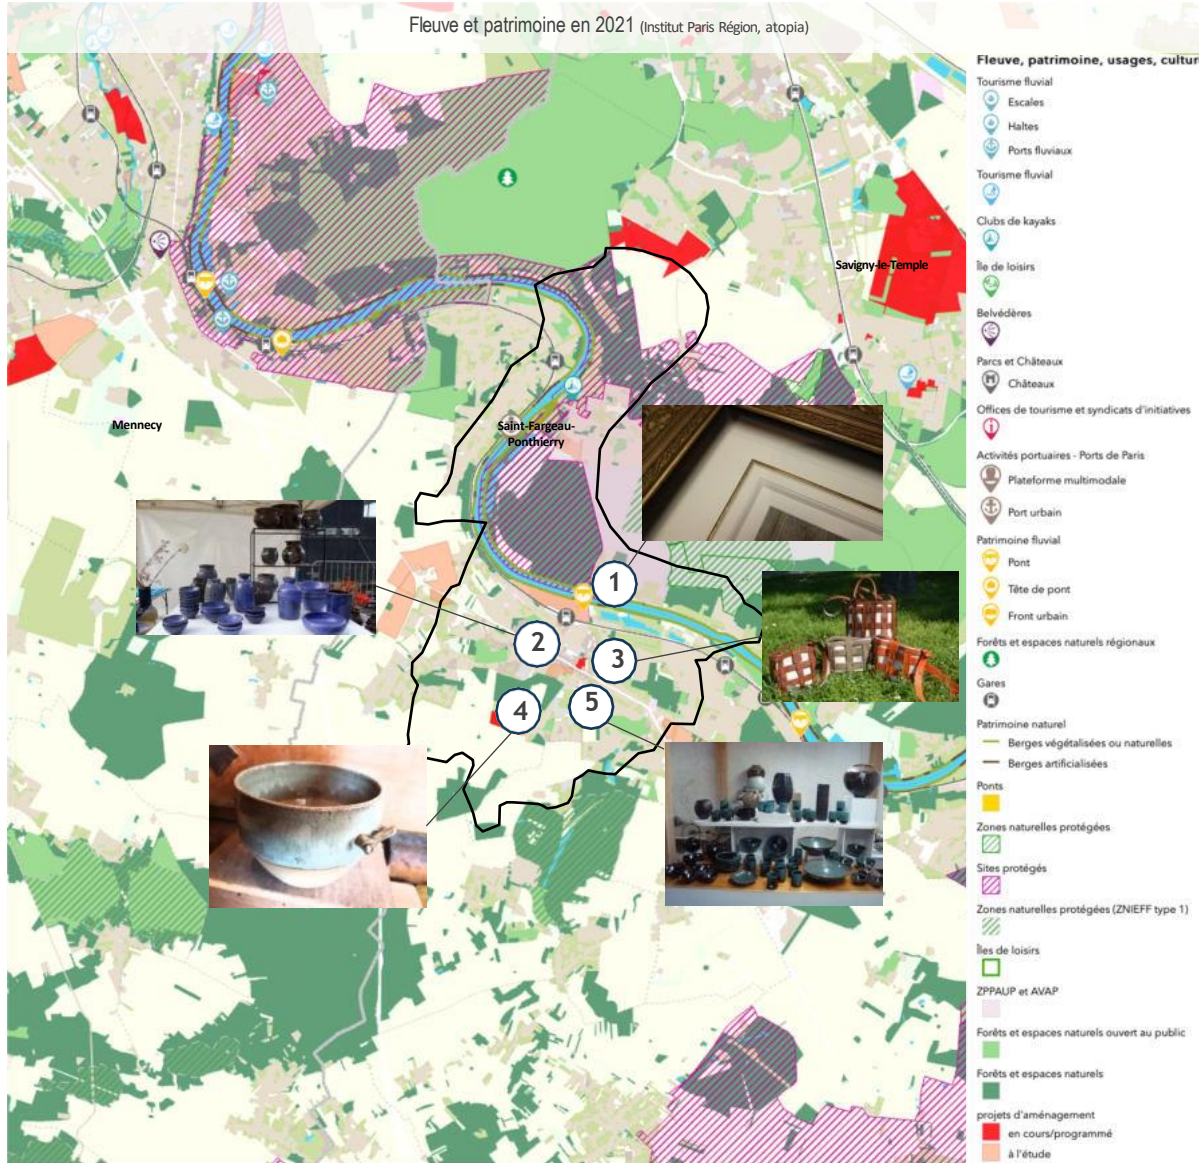 Fleuve et patrimoine en 2021 (Institut Paris Région, atopia)
Savigny-le-Temple
Mennecy
Saint-Fargeau-
Ponthierry
1
2
3
4
5
Fleuve, patrimoine, usages, cultur
Tourisme fluvial
Escales
Haltes
Ports fluviaux
Tourisme fluvial
Clubs de kayaks
Île de loisirs
Belvédères
Parcs et Châteaux
Châteaux
Offices de tourisme et syndicats d'initiatives
Activités portuaires - Ports de Paris
Plateforme multimodale
Port urbain
Patrimoine fluvial
Pont
Tête de pont
Front urbain
Forêts et espaces naturels régionaux
Gares
Patrimoine naturel
Berges végétalisées ou naturelles
Berges artificialisées
Ponts
Zones naturelles protégées
Sites protégés
Zones naturelles protégées (ZNIEFF type 1)
Îles de loisirs
ZPPAUP et AVAP
Forêts et espaces naturels ouvert au public
Forêts et espaces naturels
projets d'aménagement
en cours/programmé
à l'étude